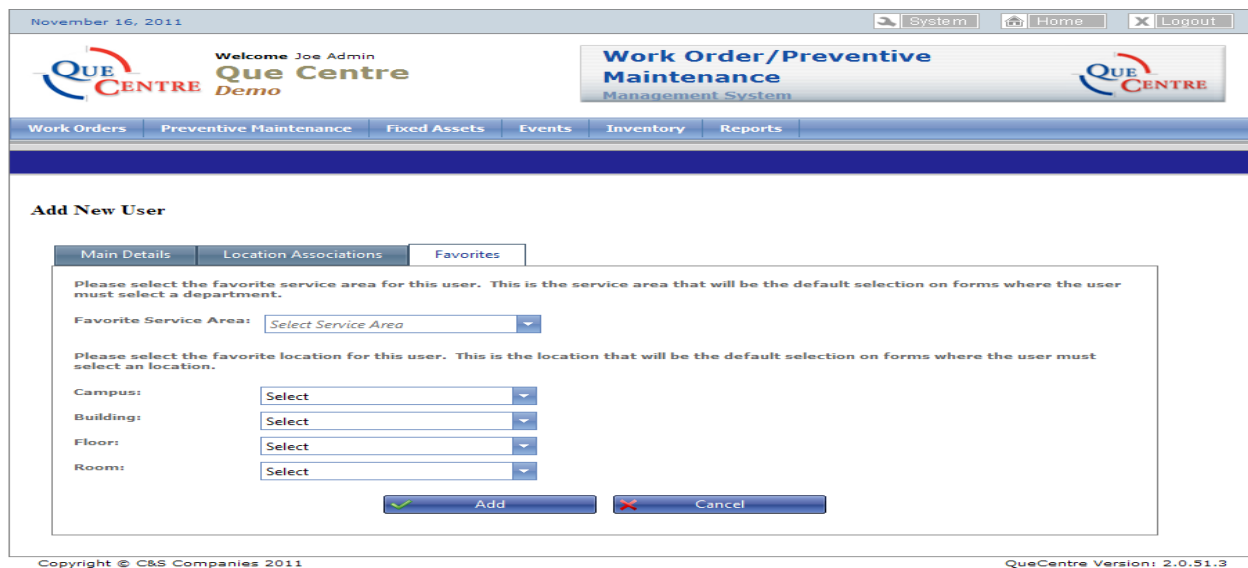 November 16, 2011
System
Home
X Logout
QUE CENTRE
Welcome Joe Admin
Que Centre
Demo
Work Order/Preventive
Maintenance
Management System
QUE CENTRE
Work Orders
Preventive Maintenance
Fixed Assets
Events
Inventory
Reports
Add New User
Main Details
Location Associations
Favorites
Please select the favorite service area for this user. This is the service area that will be the default selection on forms where the user
must select a department.
Favorite Service Area:
Select Service Area
Please select the favorite location for this user. This is the location that will be the default selection on forms where the user must
select an location.
Campus:
Select
Building:
Select
Floor:
Select
Room:
Select
Add
Cancel
Copyright © C&S Companies 2011
QueCentre Version: 2.0.51.3